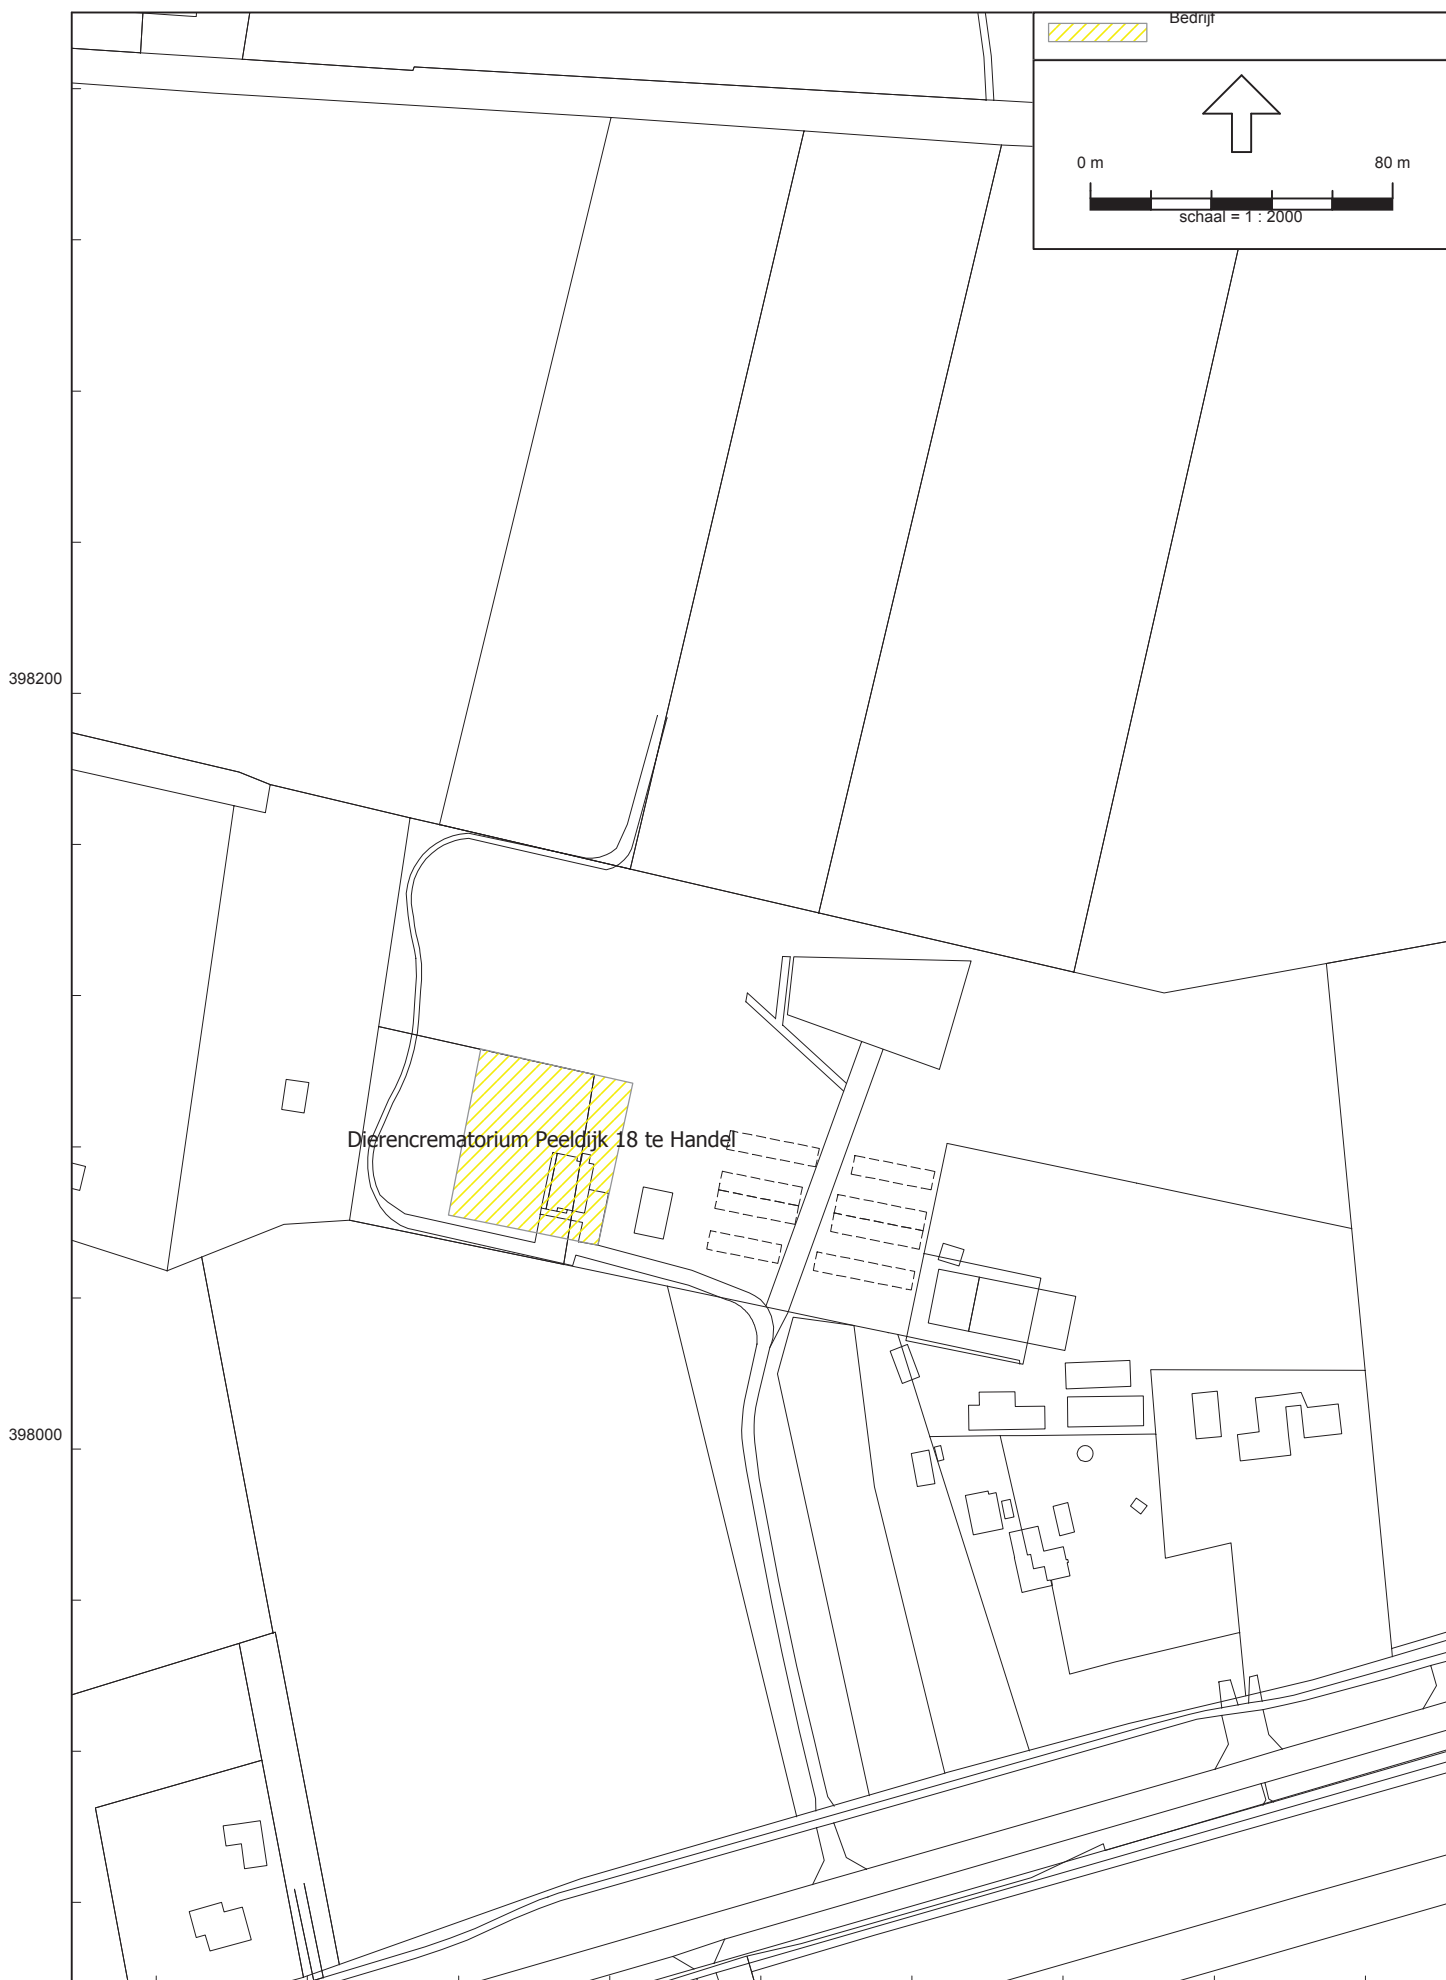 Bedrijf
0 m 80 m
schaal = 1 : 2000
398200
Dierencrematorium Peeldijk 18 te Handel
398000